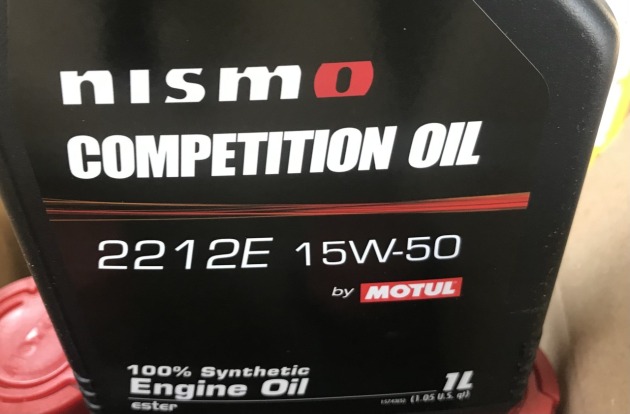 nismo
COMPETITION OIL
2212E 15W-50
by MOTUL
100% Synthetic
Engine Oil
ester
1L
(1.05 U.S. qt)